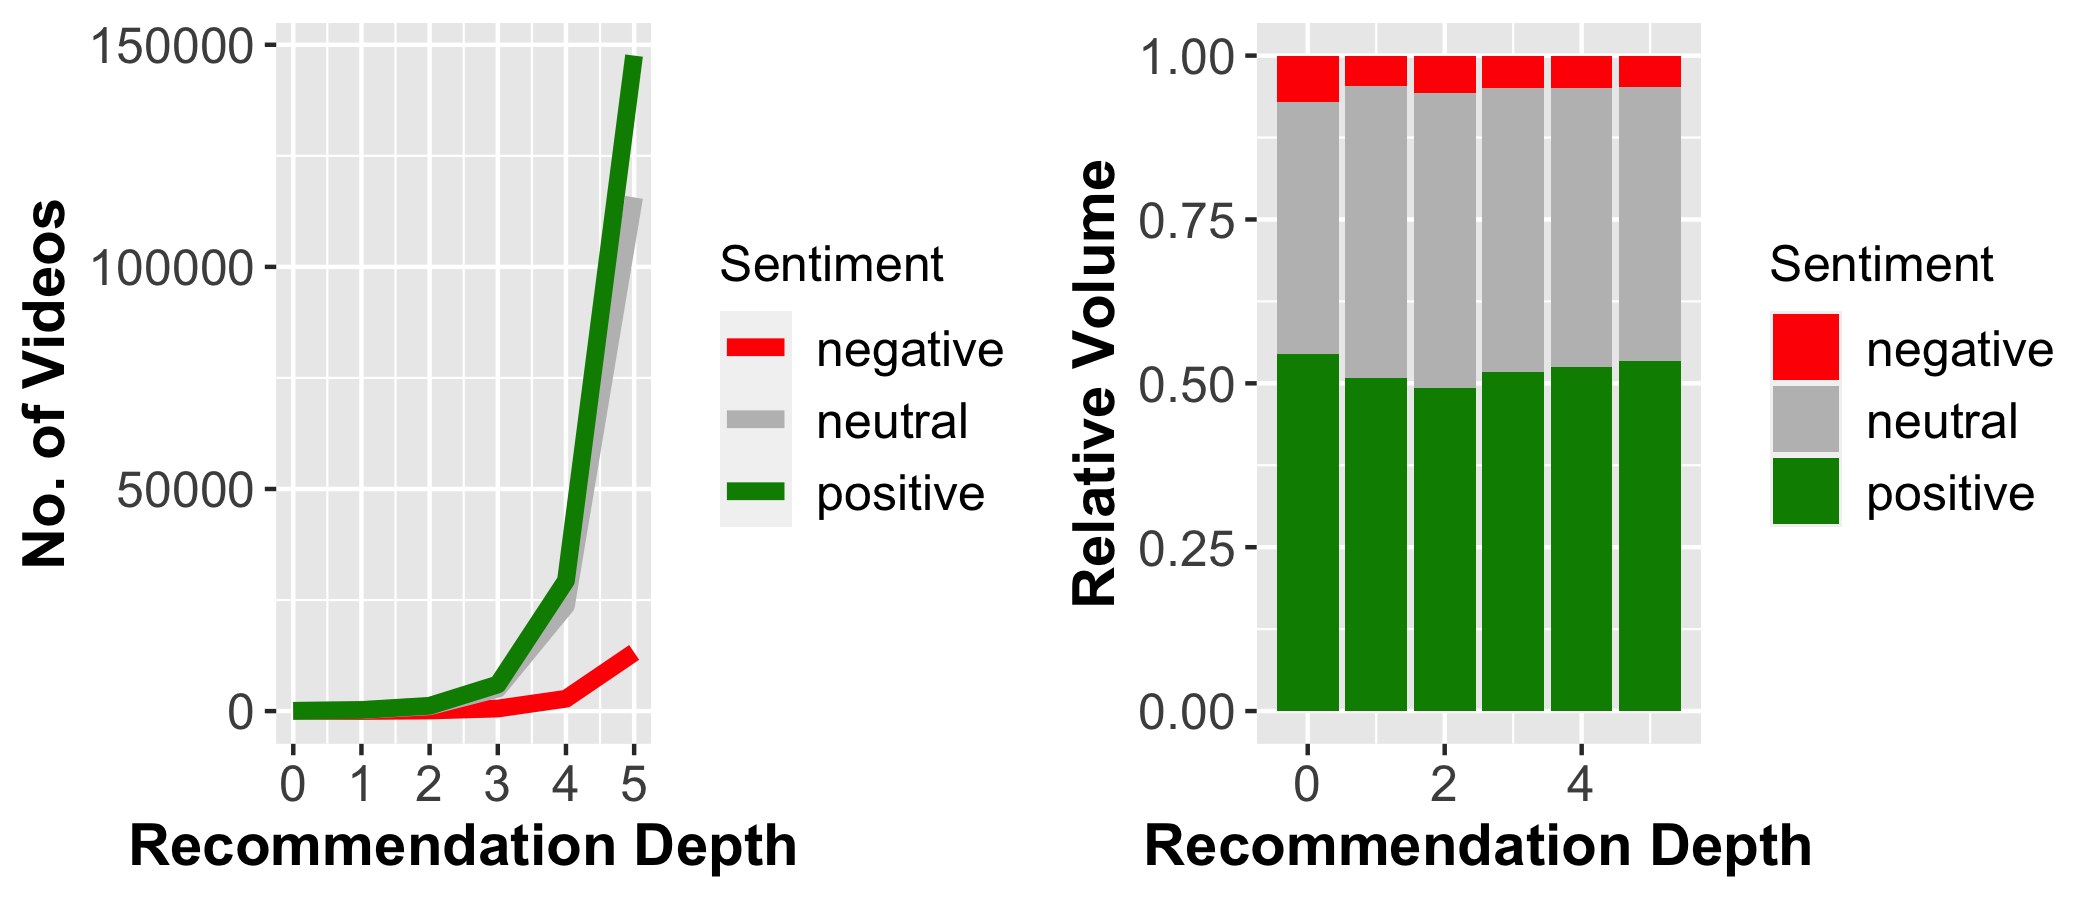 No. of Videos
150000
100000
50000
0
0 1 2 3 4 5
Recommendation Depth
Sentiment
negative
neutral
positive
Relative Volume
1.00
0.75
0.50
0.25
0.00
0 2 4
Recommendation Depth
Sentiment
negative
neutral
positive